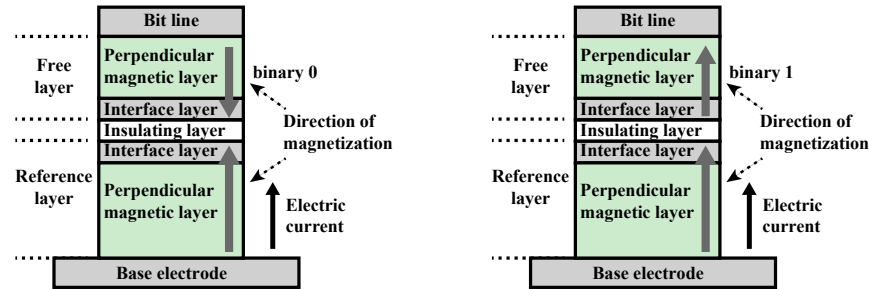 Bit line
Free
layer
Perpendicular
magnetic layer
binary 0
Interface layer
Insulating layer
Interface layer
Direction of
magnetization
Reference
layer
Perpendicular
magnetic layer
Electric
current
Base electrode
Bit line
Free
layer
Perpendicular
magnetic layer
binary 1
Interface layer
Insulating layer
Interface layer
Direction of
magnetization
Reference
layer
Perpendicular
magnetic layer
Electric
current
Base electrode